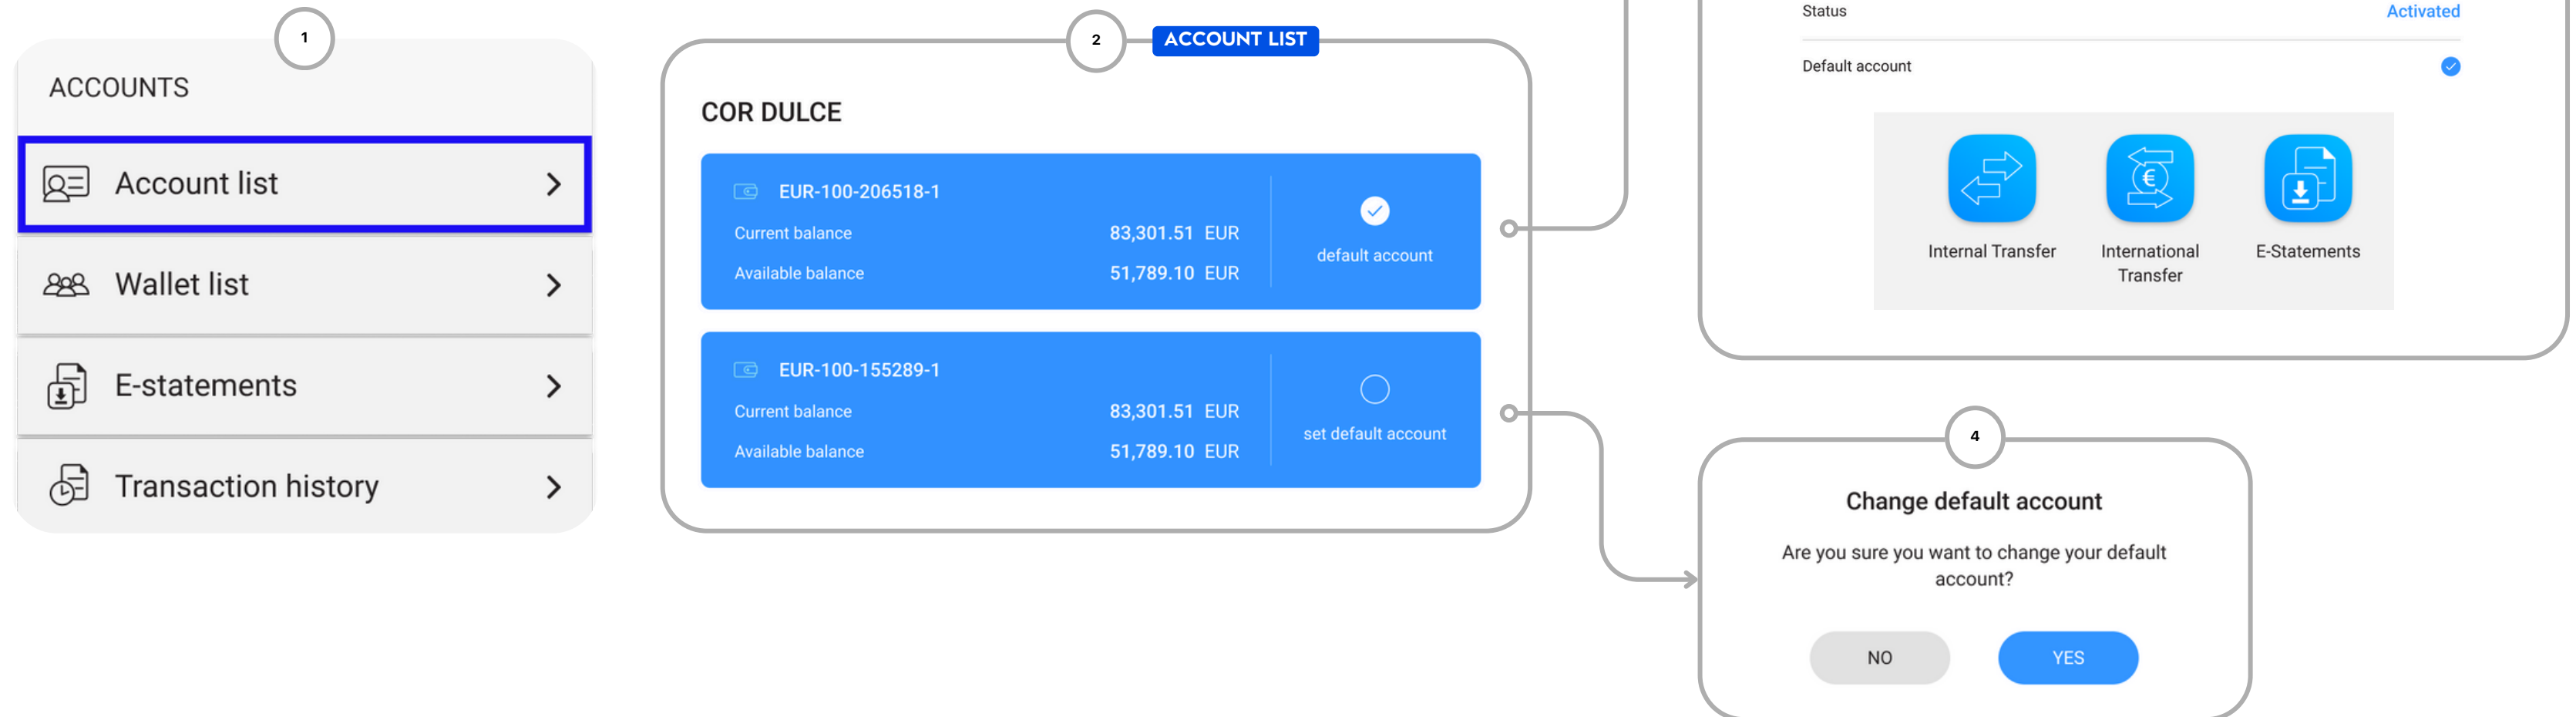 1
ACCOUNTS
Account list
Wallet list
E-statements
Transaction history
2
ACCOUNT LIST
COR DULCE
EUR-100-206518-1
Current balance 83,301.51 EUR
Available balance 51,789.10 EUR
default account
EUR-100-155289-1
Current balance 83,301.51 EUR
Available balance 51,789.10 EUR
set default account
Status Activated
Default account
€
Internal Transfer
International
Transfer
E-Statements
4
Change default account
Are you sure you want to change your default
account?
NO
YES